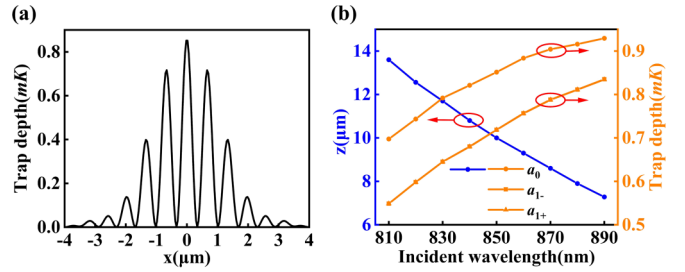 (a)
Trap depth(mK)
0.8
0.6
0.4
0.2
0.0
-4 -3 -2 -1 0 1 2 3 4
x(μm)
(b)
z(μm)
14
12
10
8
6
0.9
0.8
0.7
0.6
0.5
Trap depth(mK)
a0
a1-
a1+
810 830 850 870 890
Incident wavelength(nm)